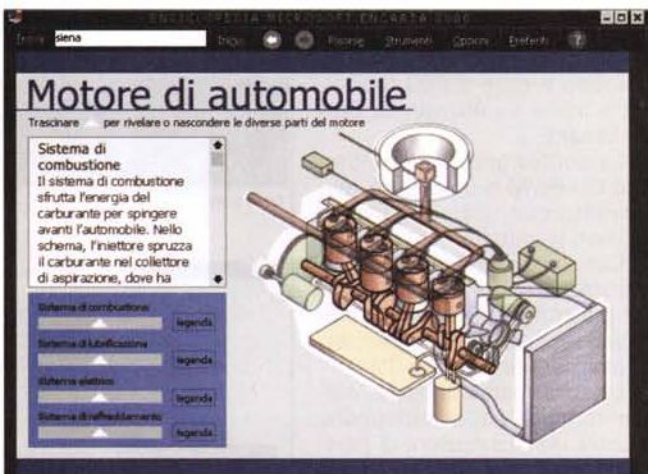 ENCICLOPEDIA MICROSOFT ENCARTA 2000
Trova siena Inizio Risorse Strumenti Opzioni Preferiti ?
Motore di automobile
Trascinare per rivelare o nascondere le diverse parti del motore
Sistema di
combustione
Il sistema di combustione
sfrutta l'energia del
carburante per spingere
avanti l'automobile. Nello
schema, l'iniettore spruzza
il carburante nel collettore
di aspirazione, dove ha
Sistema di combustione
legenda
Sistema di lubrificazione
legenda
Sistema elettrico
legenda
Sistema di raffreddamento
legenda